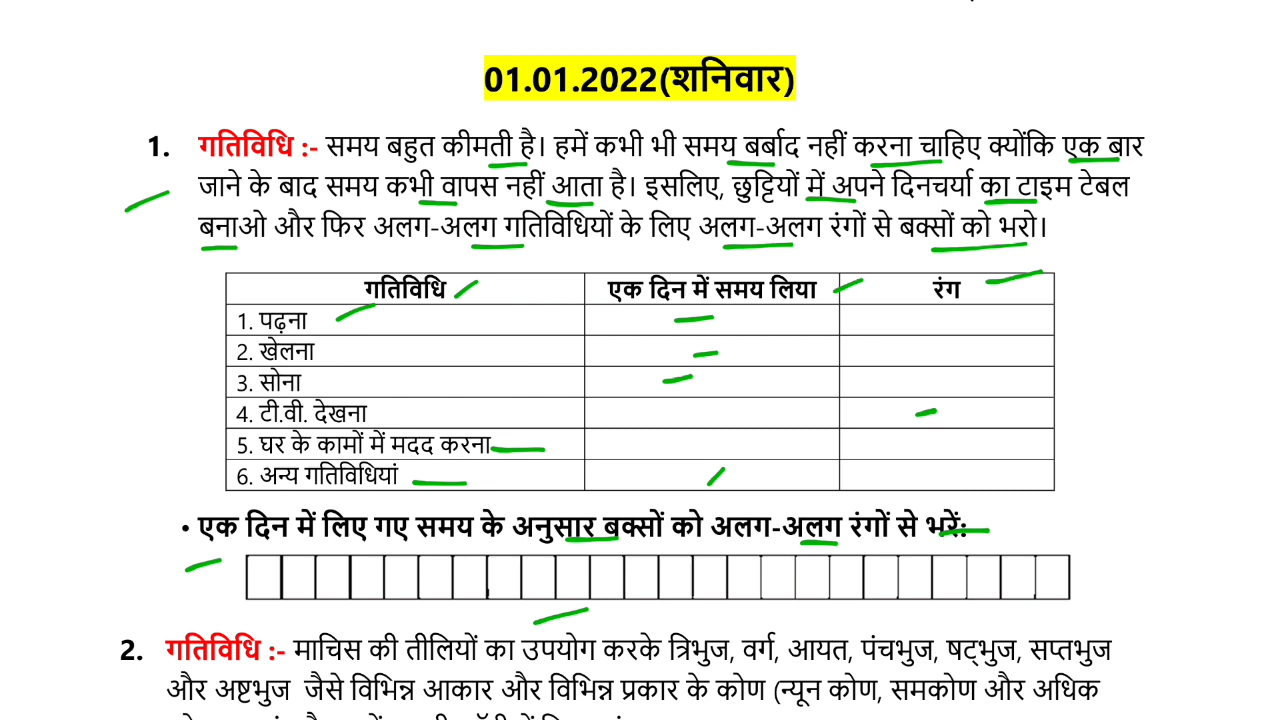 01.01.2022(शनिवार)
1. गतिविधि :- समय बहुत कीमती है। हमें कभी भी समय बर्बाद नहीं करना चाहिए क्योंकि एक बार
जाने के बाद समय कभी वापस नहीं आता है। इसलिए, छुट्टियों में अपने दिनचर्या का टाइम टेबल
बनाओ और फिर अलग-अलग गतिविधियों के लिए अलग-अलग रंगों से बक्सों को भरो।
गतिविधि एक दिन में समय लिया रंग
1. पढ़ना
2. खेलना
3. सोना
4. टी.वी. देखना
5. घर के कामों में मदद करना
6. अन्य गतिविधियां
• एक दिन में लिए गए समय के अनुसार बक्सों को अलग-अलग रंगों से भरें:
2. गतिविधि :- माचिस की तीलियों का उपयोग करके त्रिभुज, वर्ग, आयत, पंचभुज, षट्भुज, सप्तभुज
और अष्टभुज जैसे विभिन्न आकार और विभिन्न प्रकार के कोण (न्यून कोण, समकोण और अधिक